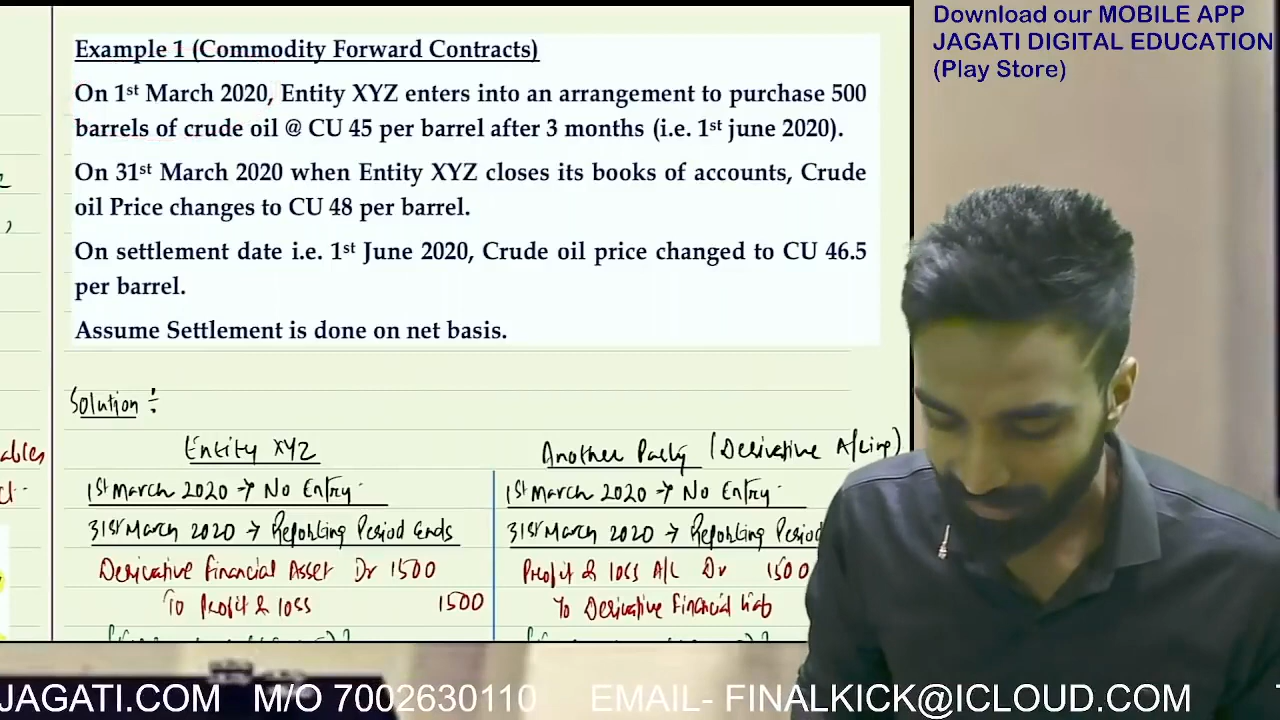 Download our MOBILE APP
JAGATI DIGITAL EDUCATION
(Play Store)
Example 1 (Commodity Forward Contracts)
On 1st March 2020, Entity XYZ enters into an arrangement to purchase 500
barrels of crude oil @ CU 45 per barrel after 3 months (i.e. 1st june 2020).
On 31st March 2020 when Entity XYZ closes its books of accounts, Crude
oil Price changes to CU 48 per barrel.
On settlement date i.e. 1st June 2020, Crude oil price changed to CU 46.5
per barrel.
Assume Settlement is done on net basis.
Solution :
Entity XYZ
1st March 2020 → No Entry
31st March 2020 → Reporting Period Ends
Derivative Financial Asset Dr 1500
To Profit & loss 1500
Another Party (Derivative A/Ling)
1st March 2020 → No Entry
31st March 2020 → Reporting Period
Profit & loss A/c Dr 1500
To Derivative Financial liab
JAGATI.COM M/O 7002630110 EMAIL- FINALKICK@ICLOUD.COM